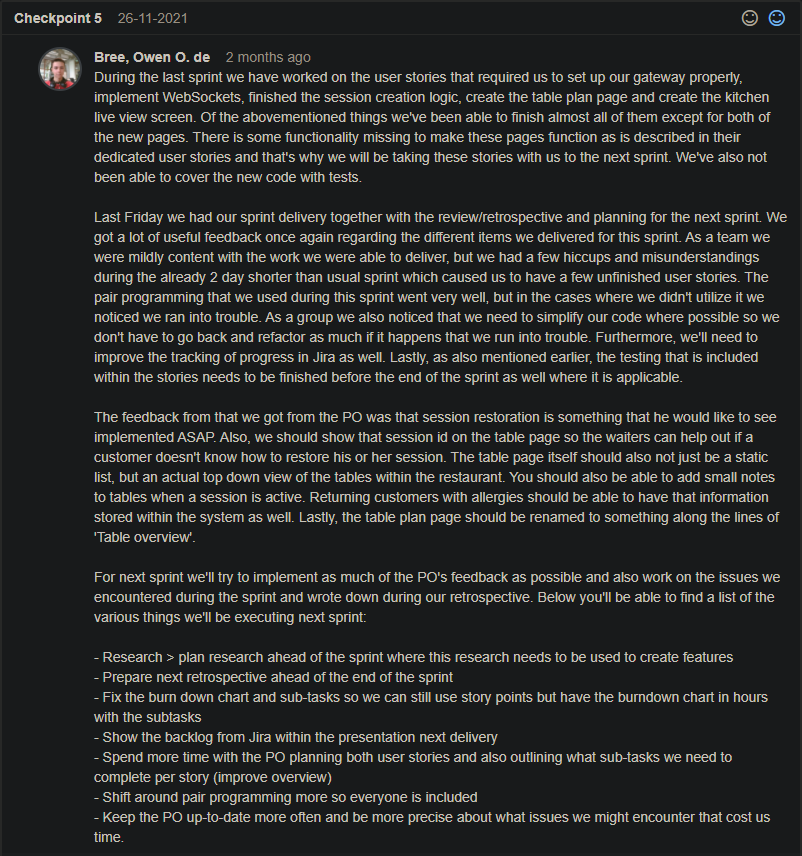 Checkpoint 5 26-11-2021
Bree, Owen O. de 2 months ago
During the last sprint we have worked on the user stories that required us to set up our gateway properly,
implement WebSockets, finished the session creation logic, create the table plan page and create the kitchen
live view screen. Of the abovementioned things we've been able to finish almost all of them except for both of
the new pages. There is some functionality missing to make these pages function as is described in their
dedicated user stories and that's why we will be taking these stories with us to the next sprint. We've also not
been able to cover the new code with tests.
Last Friday we had our sprint delivery together with the review/retrospective and planning for the next sprint. We
got a lot of useful feedback once again regarding the different items we delivered for this sprint. As a team we
were mildly content with the work we were able to deliver, but we had a few hiccups and misunderstandings
during the already 2 day shorter than usual sprint which caused us to have a few unfinished user stories. The
pair programming that we used during this sprint went very well, but in the cases where we didn't utilize it we
noticed we ran into trouble. As a group we also noticed that we need to simplify our code where possible so we
don't have to go back and refactor as much if it happens that we run into trouble. Furthermore, we'll need to
improve the tracking of progress in Jira as well. Lastly, as also mentioned earlier, the testing that is included
within the stories needs to be finished before the end of the sprint as well where it is applicable.
The feedback from that we got from the PO was that session restoration is something that he would like to see
implemented ASAP. Also, we should show that session id on the table page so the waiters can help out if a
customer doesn't know how to restore his or her session. The table page itself should also not just be a static
list, but an actual top down view of the tables within the restaurant. You should also be able to add small notes
to tables when a session is active. Returning customers with allergies should be able to have that information
stored within the system as well. Lastly, the table plan page should be renamed to something along the lines of
'Table overview'.
For next sprint we'll try to implement as much of the PO's feedback as possible and also work on the issues we
encountered during the sprint and wrote down during our retrospective. Below you'll be able to find a list of the
various things we'll be executing next sprint:
- Research > plan research ahead of the sprint where this research needs to be used to create features
- Prepare next retrospective ahead of the end of the sprint
- Fix the burn down chart and sub-tasks so we can still use story points but have the burndown chart in hours
with the subtasks
- Show the backlog from Jira within the presentation next delivery
- Spend more time with the PO planning both user stories and also outlining what sub-tasks we need to
complete per story (improve overview)
- Shift around pair programming more so everyone is included
- Keep the PO up-to-date more often and be more precise about what issues we might encounter that cost us
time.